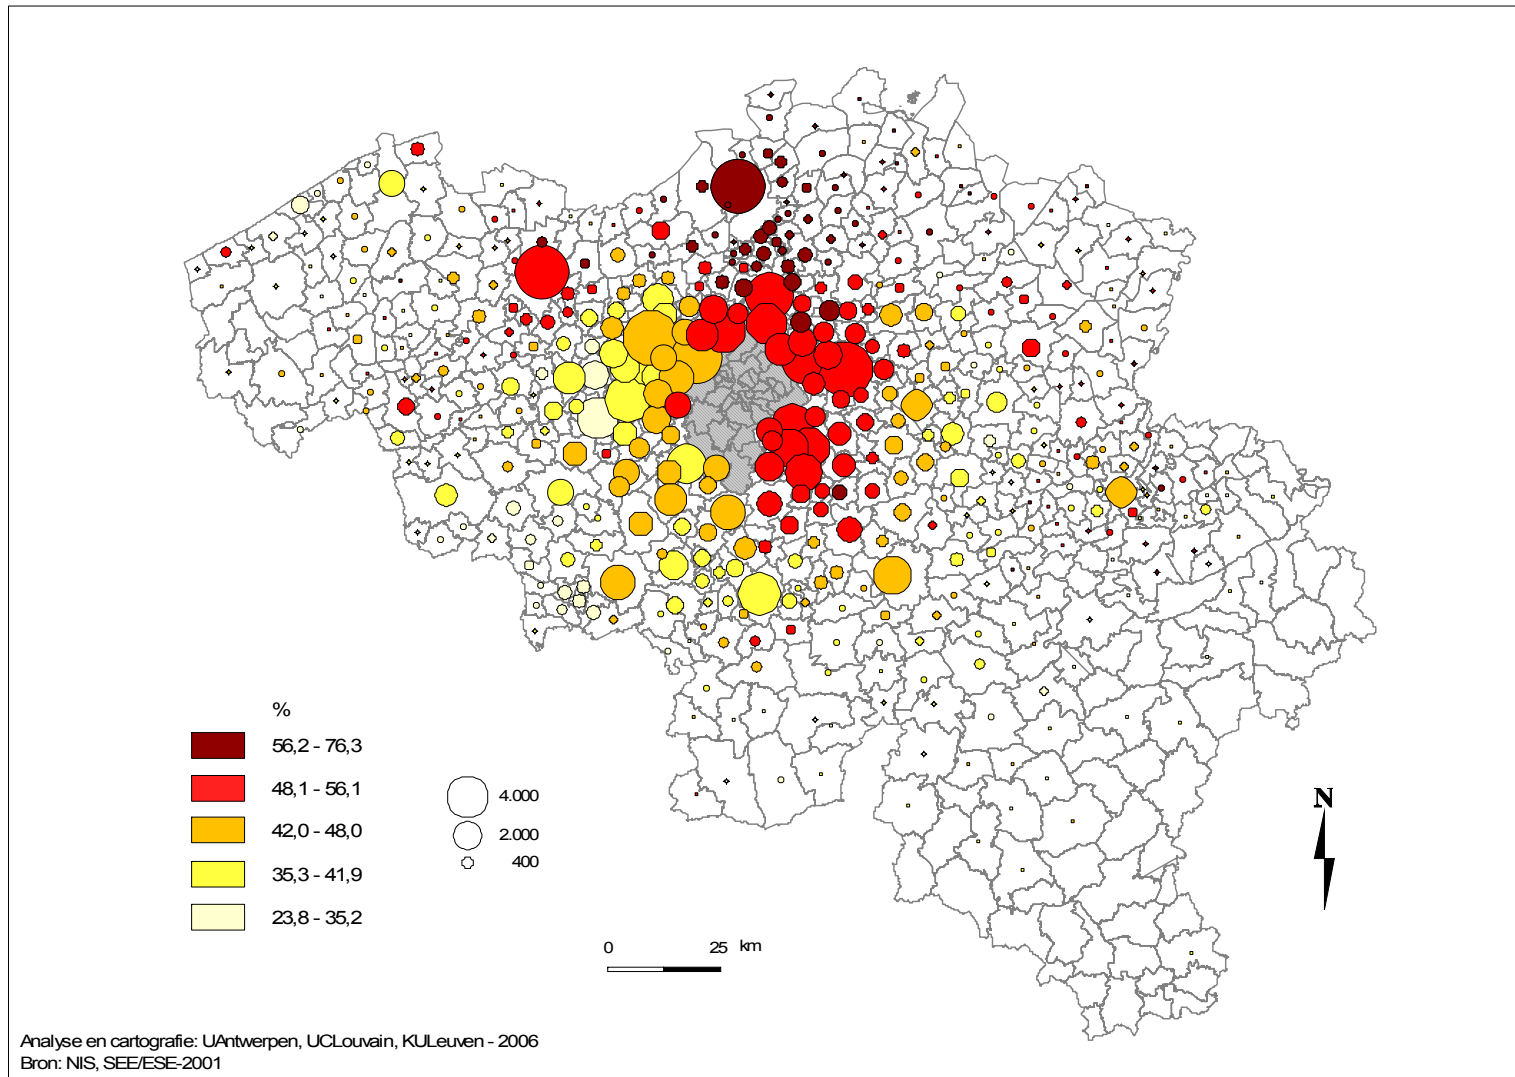 %
56,2 - 76,3
48,1 - 56,1
42,0 - 48,0
35,3 - 41,9
23,8 - 35,2
4.000
2.000
400
N
0 25 km
Analyse en cartografie: UAntwerpen, UCLouvain, KULeuven - 2006
Bron: NIS, SEE/ESE-2001